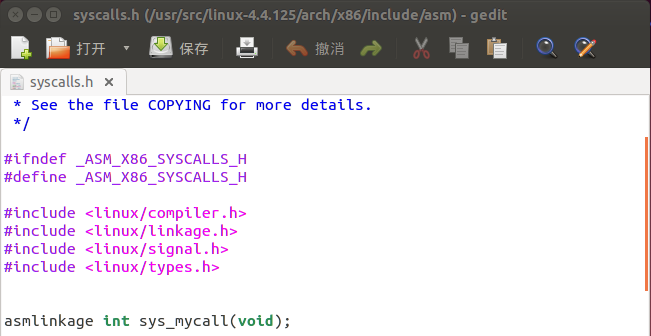 syscalls.h (/usr/src/linux-4.4.125/arch/x86/include/asm) - gedit
打开 保存 撤消
syscalls.h ×
* See the file COPYING for more details.
*/
#ifndef _ASM_X86_SYSCALLS_H
#define _ASM_X86_SYSCALLS_H
#include <linux/compiler.h>
#include <linux/linkage.h>
#include <linux/signal.h>
#include <linux/types.h>
asmlinkage int sys_mycall(void);